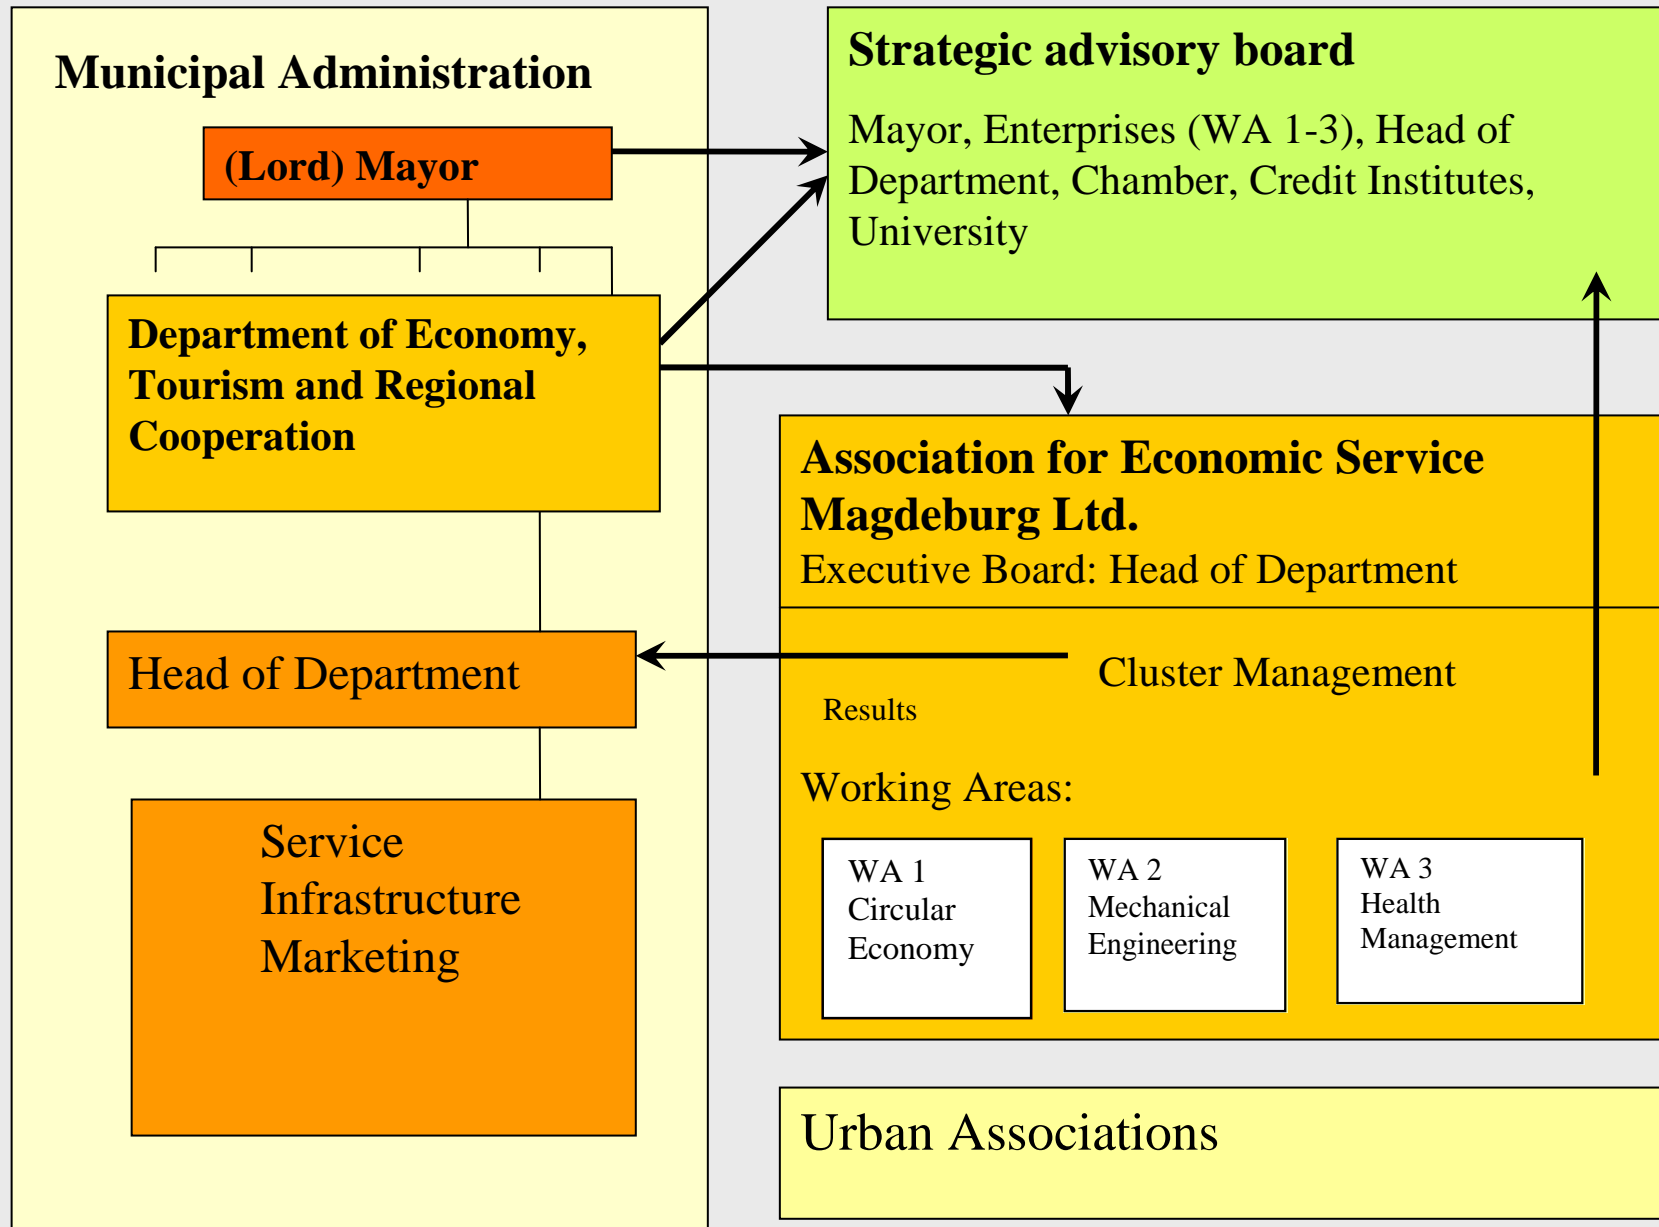 Municipal Administration
(Lord) Mayor
Department of Economy,
Tourism and Regional
Cooperation
Head of Department
Service
Infrastructure
Marketing
Strategic advisory board
Mayor, Enterprises (WA 1-3), Head of
Department, Chamber, Credit Institutes,
University
Association for Economic Service
Magdeburg Ltd.
Executive Board: Head of Department
Cluster Management
Results
Working Areas:
WA 1
Circular
Economy
WA 2
Mechanical
Engineering
WA 3
Health
Management
Urban Associations